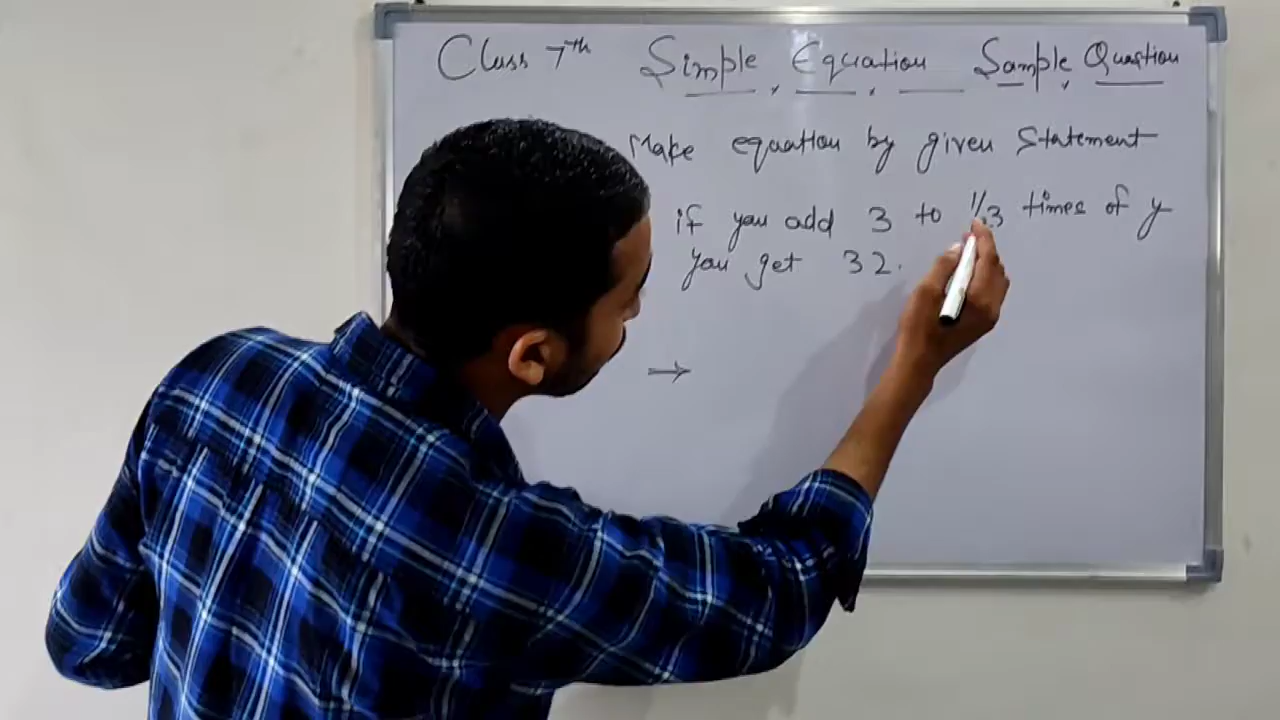 Class 7th Simple Equation Sample Question
Make equation by given Statement
if you add 3 to 1/3 times of y
you get 32.
→